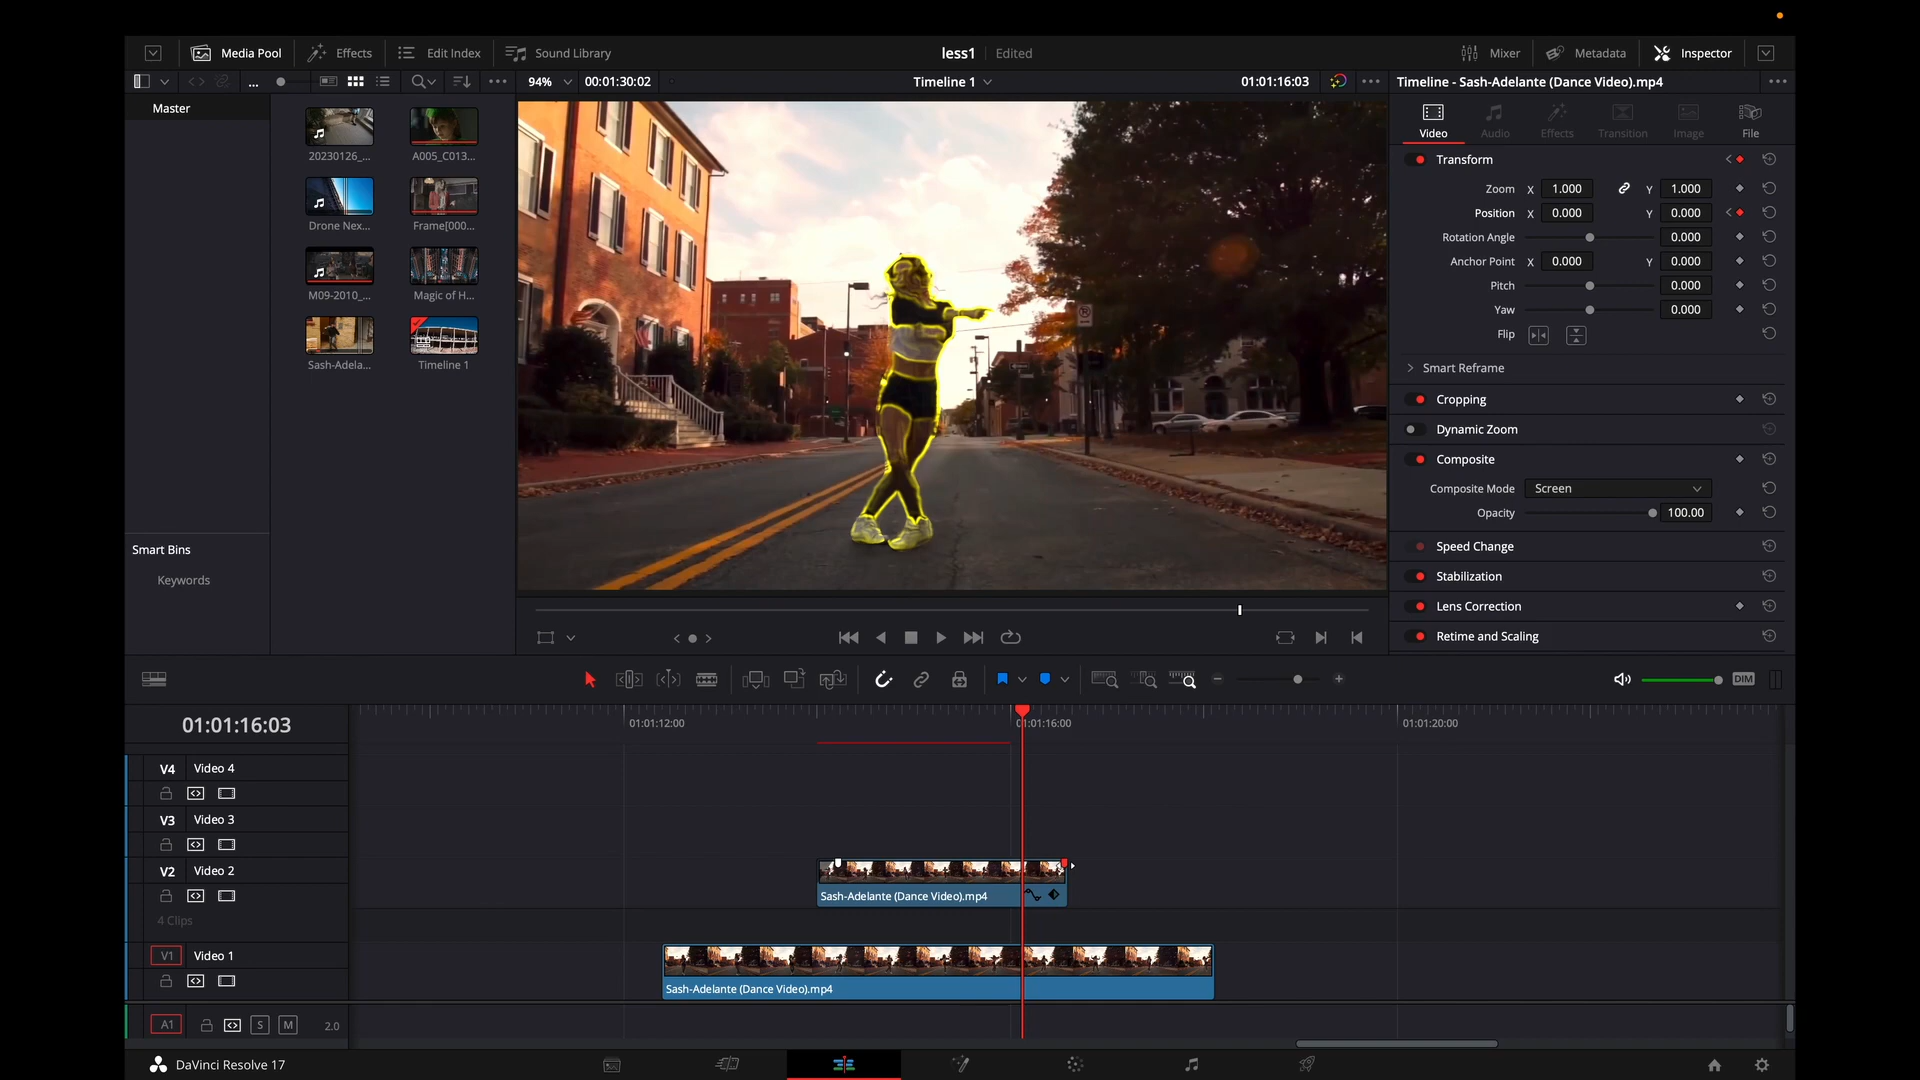 Media Pool
Effects
Edit Index
Sound Library
less1
Edited
Mixer
Metadata
Inspector
...
94%
00:01:30:02
Timeline 1
01:01:16:03
Timeline - Sash-Adelante (Dance Video).mp4
Master
20230126_...
A005_C013...
Drone Nex...
Frame[000...
M09-2010_...
Magic of H...
Sash-Adela...
Timeline 1
Smart Bins
Keywords
Video
Audio
Effects
Transition
Image
File
Transform
Zoom X 1.000 Y 1.000
Position X 0.000 Y 0.000
Rotation Angle 0.000
Anchor Point X 0.000 Y 0.000
Pitch 0.000
Yaw 0.000
Flip
Smart Reframe
Cropping
Dynamic Zoom
Composite
Composite Mode Screen
Opacity 100.00
Speed Change
Stabilization
Lens Correction
Retime and Scaling
DIM
01:01:16:03
01:01:12:00
01:01:16:00
01:01:20:00
V4 Video 4
V3 Video 3
V2 Video 2
4 Clips
Sash-Adelante (Dance Video).mp4
V1 Video 1
Sash-Adelante (Dance Video).mp4
A1 S M 2.0
DaVinci Resolve 17